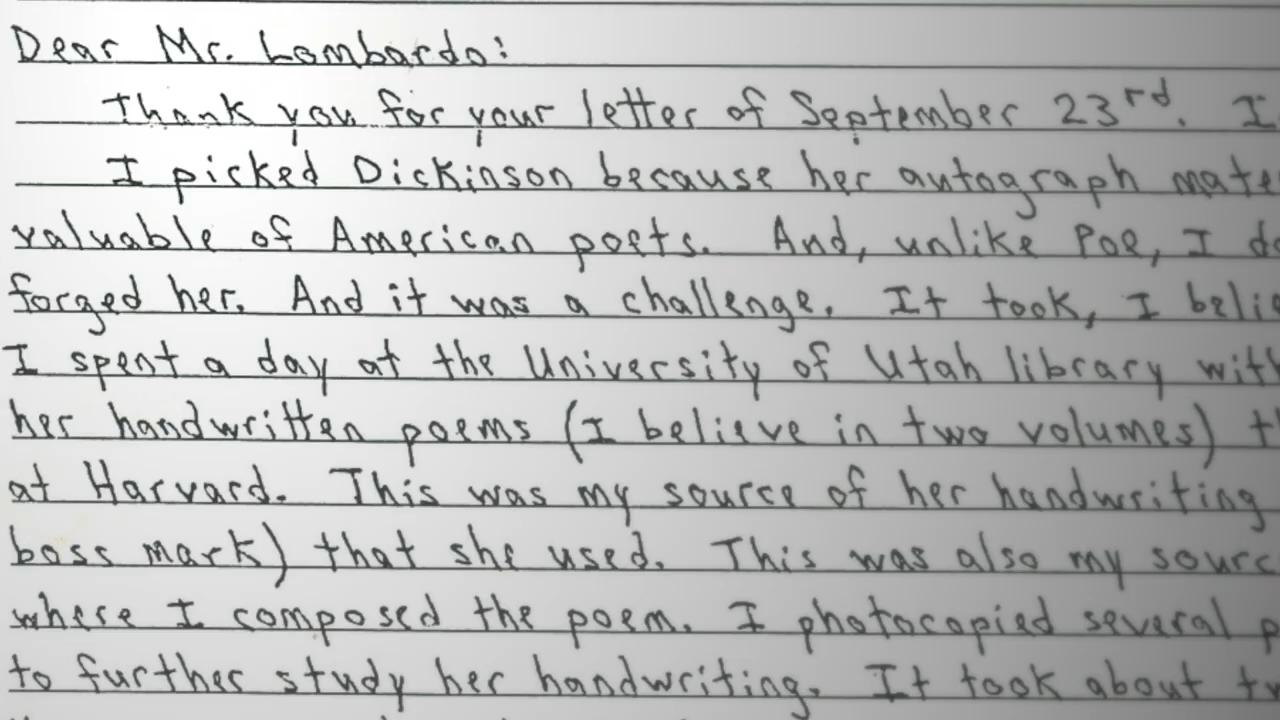 Dear Mr. Lombardo:
Thank you for your letter of September 23rd. I
I picked Dickinson because her autograph mate
valuable of American poets. And, unlike Poe, I do
forged her. And it was a challenge. It took, I belie
I spent a day at the University of Utah library with
her handwritten poems (I believe in two volumes) th
at Harvard. This was my source of her handwriting
boss mark) that she used. This was also my sourc
where I composed the poem. I photocopied several p
to further study her handwriting. It took about tw